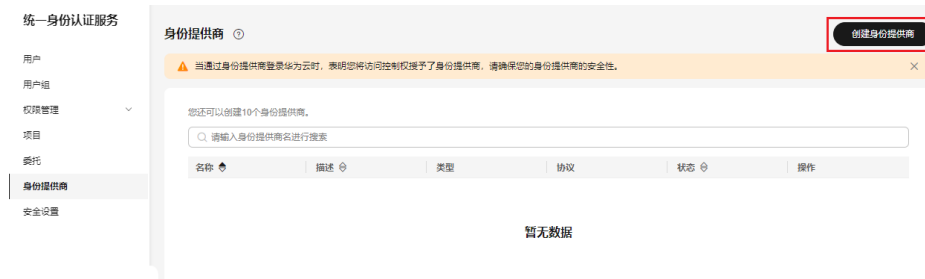 统一身份认证服务
用户
用户组
权限管理
项目
委托
身份提供商
安全设置
身份提供商
创建身份提供商
当通过身份提供商登录华为云时，表明您将访问控制权授予了身份提供商，请确保您的身份提供商的安全性。
您还可以创建10个身份提供商。
请输入身份提供商名进行搜索
名称 描述 类型 协议 状态 操作
暂无数据